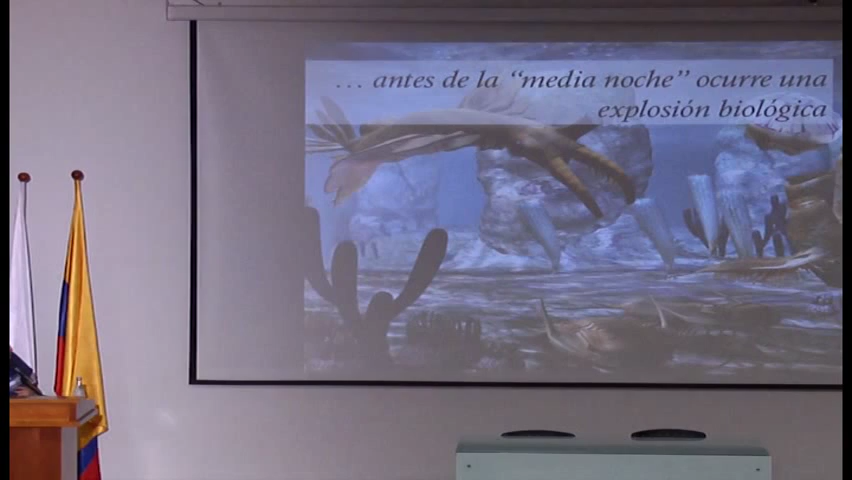 … antes de la “media noche” ocurre una
explosión biológica